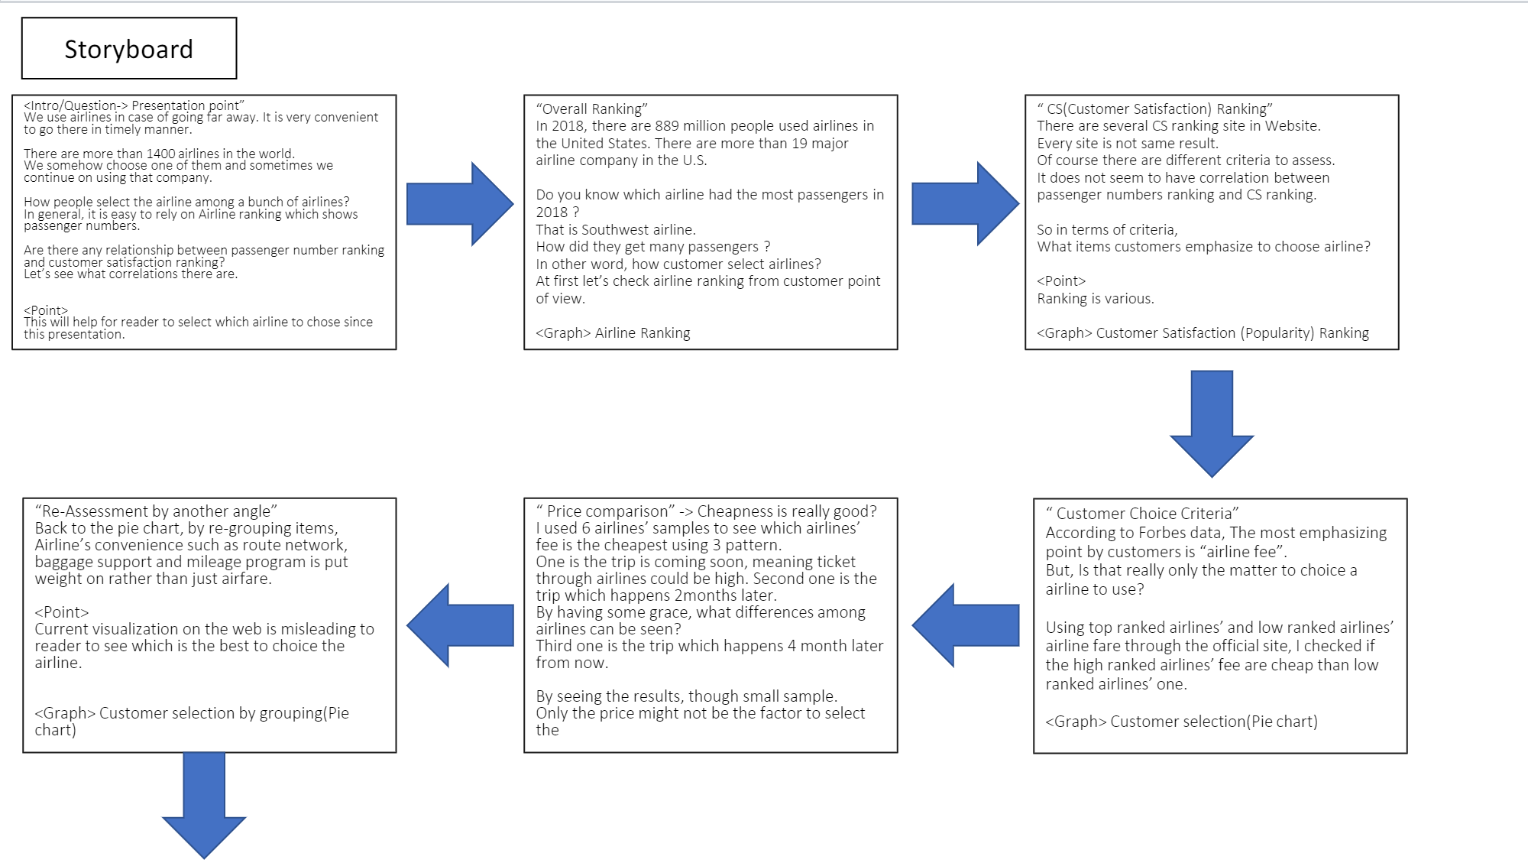 Storyboard
<Intro/Question-> Presentation point”
We use airlines in case of going far away. It is very convenient
to go there in timely manner.
There are more than 1400 airlines in the world.
We somehow choose one of them and sometimes we
continue on using that company.
How people select the airline among a bunch of airlines?
In general, it is easy to rely on Airline ranking which shows
passenger numbers.
Are there any relationship between passenger number ranking
and customer satisfaction ranking?
Let’s see what correlations there are.
<Point>
This will help for reader to select which airline to chose since
this presentation.
“Overall Ranking”
In 2018, there are 889 million people used airlines in
the United States. There are more than 19 major
airline company in the U.S.
Do you know which airline had the most passengers in
2018 ?
That is Southwest airline.
How did they get many passengers ?
In other word, how customer select airlines?
At first let’s check airline ranking from customer point
of view.
<Graph> Airline Ranking
“ CS(Customer Satisfaction) Ranking”
There are several CS ranking site in Website.
Every site is not same result.
Of course there are different criteria to assess.
It does not seem to have correlation between
passenger numbers ranking and CS ranking.
So in terms of criteria,
What items customers emphasize to choose airline?
<Point>
Ranking is various.
<Graph> Customer Satisfaction (Popularity) Ranking
“ Customer Choice Criteria”
According to Forbes data, The most emphasizing
point by customers is “airline fee”.
But, Is that really only the matter to choice a
airline to use?
Using top ranked airlines’ and low ranked airlines’
airline fare through the official site, I checked if
the high ranked airlines’ fee are cheap than low
ranked airlines’ one.
<Graph> Customer selection(Pie chart)
“ Price comparison” -> Cheapness is really good?
I used 6 airlines’ samples to see which airlines’
fee is the cheapest using 3 pattern.
One is the trip is coming soon, meaning ticket
through airlines could be high. Second one is the
trip which happens 2months later.
By having some grace, what differences among
airlines can be seen?
Third one is the trip which happens 4 month later
from now.
By seeing the results, though small sample.
Only the price might not be the factor to select
the
“Re-Assessment by another angle”
Back to the pie chart, by re-grouping items,
Airline’s convenience such as route network,
baggage support and mileage program is put
weight on rather than just airfare.
<Point>
Current visualization on the web is misleading to
reader to see which is the best to choice the
airline.
<Graph> Customer selection by grouping(Pie
chart)